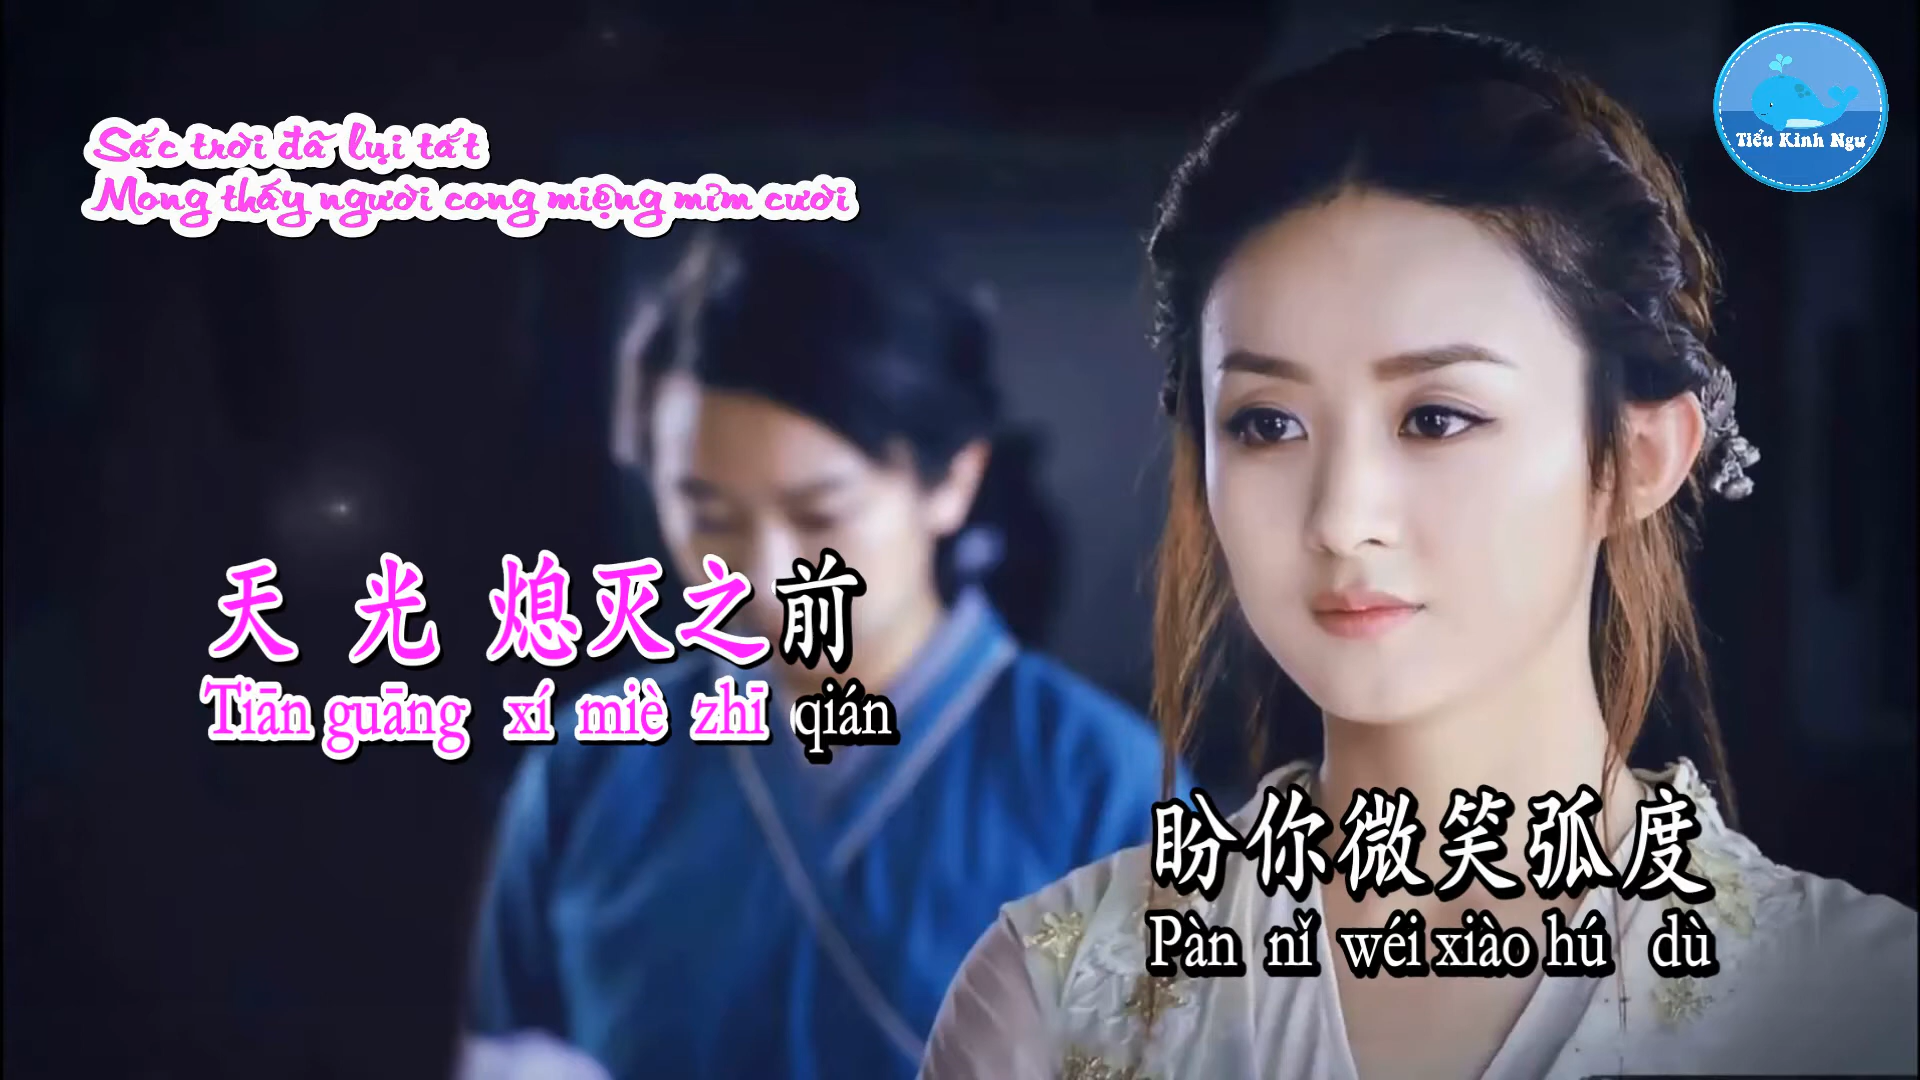 Sắc trời đã lụi tắt
Mong thấy người cong miệng mỉm cười
Tiểu Kình Ngư
天 光 熄灭之前
Tiān guāng xí miè zhī qián
盼你微笑弧度
Pàn nǐ wéi xiào hú dù